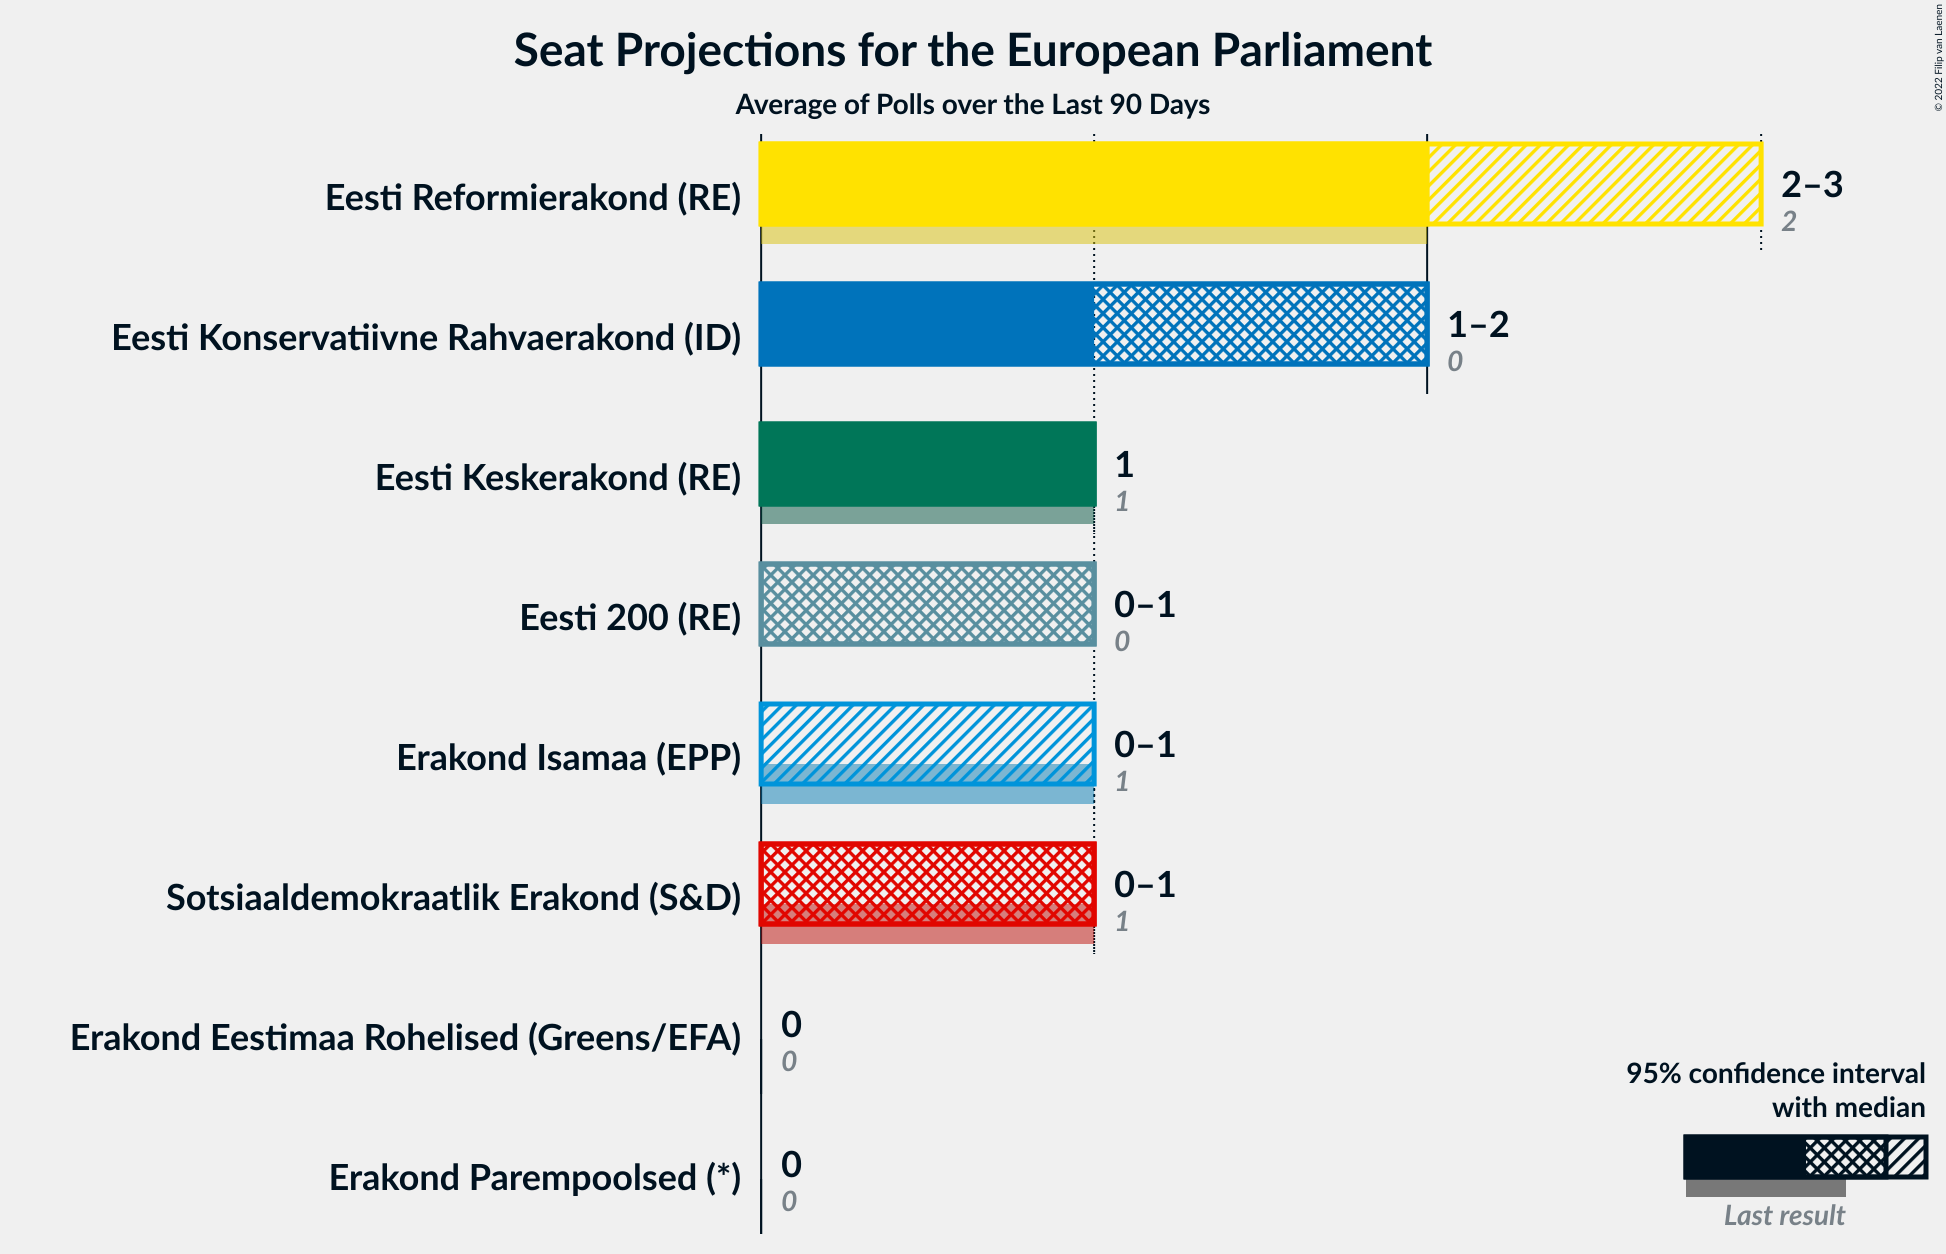 Seat Projections for the European Parliament
Average of Polls over the Last 90 Days
© 2022 Filip van Laenen
Eesti Reformierakond (RE)
2–3
2
Eesti Konservatiivne Rahvaerakond (ID)
1–2
0
Eesti Keskerakond (RE)
1
1
Eesti 200 (RE)
0–1
0
Erakond Isamaa (EPP)
0–1
1
Sotsiaaldemokraatlik Erakond (S&D)
0–1
1
Erakond Eestimaa Rohelised (Greens/EFA)
0
0
Erakond Parempoolsed (*)
0
0
95% confidence interval
with median
Last result